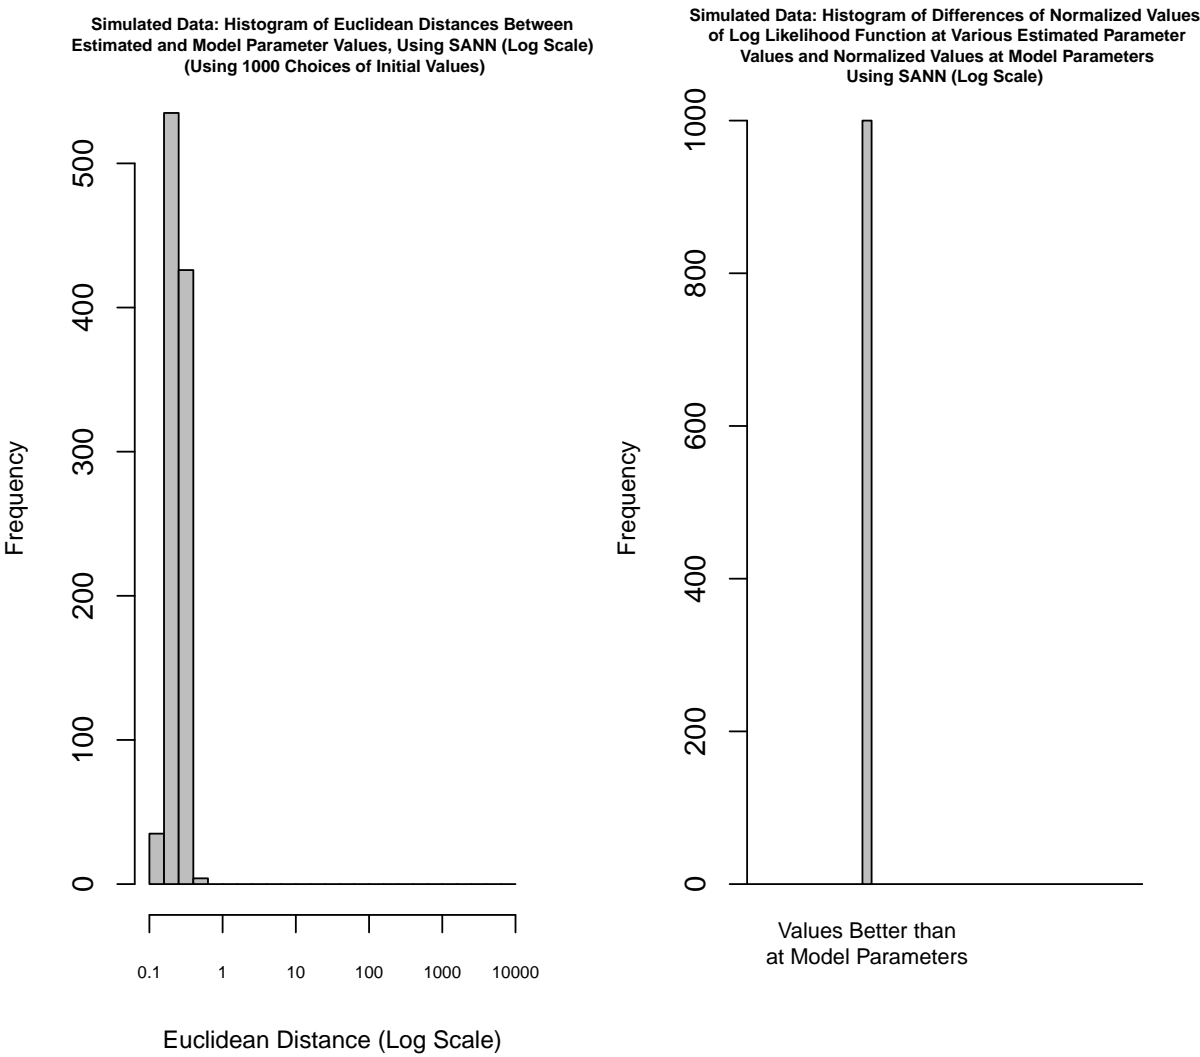 Simulated Data: Histogram of Euclidean Distances Between
Estimated and Model Parameter Values, Using SANN (Log Scale)
(Using 1000 Choices of Initial Values)
Frequency
500
400
300
200
100
0
0.1 1 10 100 1000 10000
Euclidean Distance (Log Scale)
Simulated Data: Histogram of Differences of Normalized Values
of Log Likelihood Function at Various Estimated Parameter
Values and Normalized Values at Model Parameters
Using SANN (Log Scale)
Frequency
1000
800
600
400
200
0
Values Better than
at Model Parameters